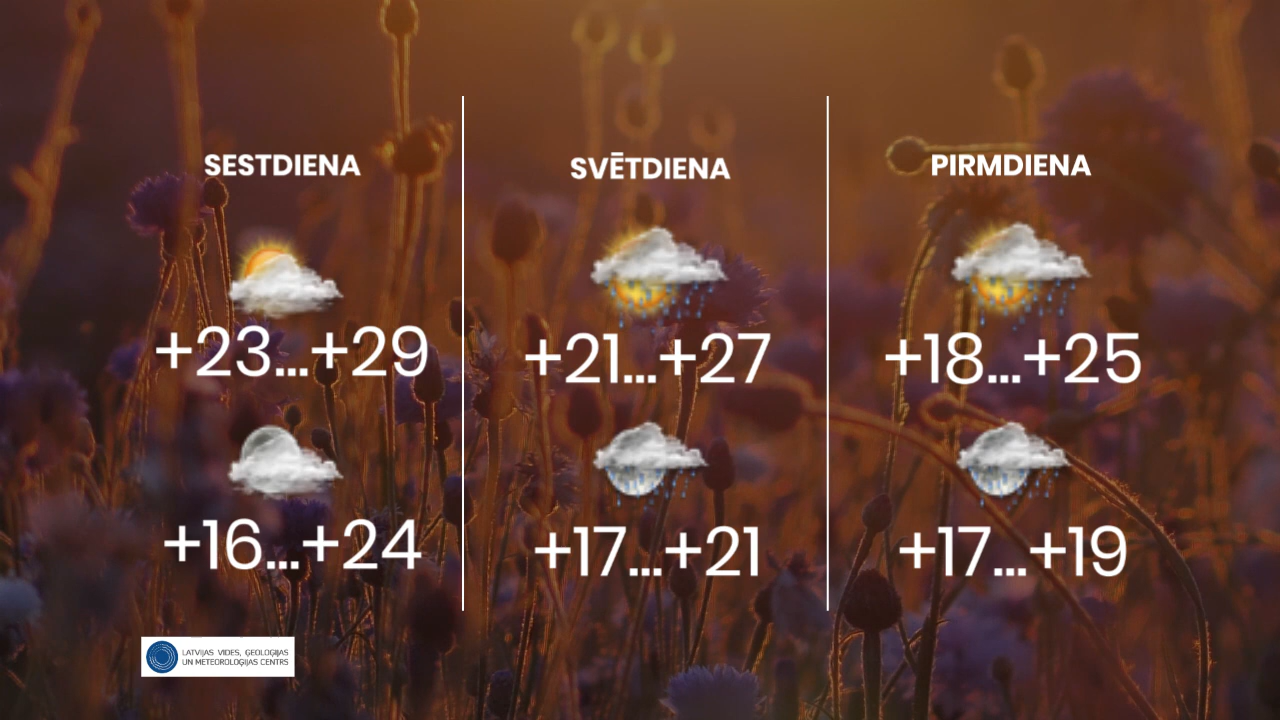 SESTDIENA
+23...+29
+16...+24
SVĒTDIENA
+21...+27
+17...+21
PIRMDIENA
+18...+25
+17...+19
LATVIJAS VIDES, ĢEOLOĢIJAS
UN METEOROLOĢIJAS CENTRS